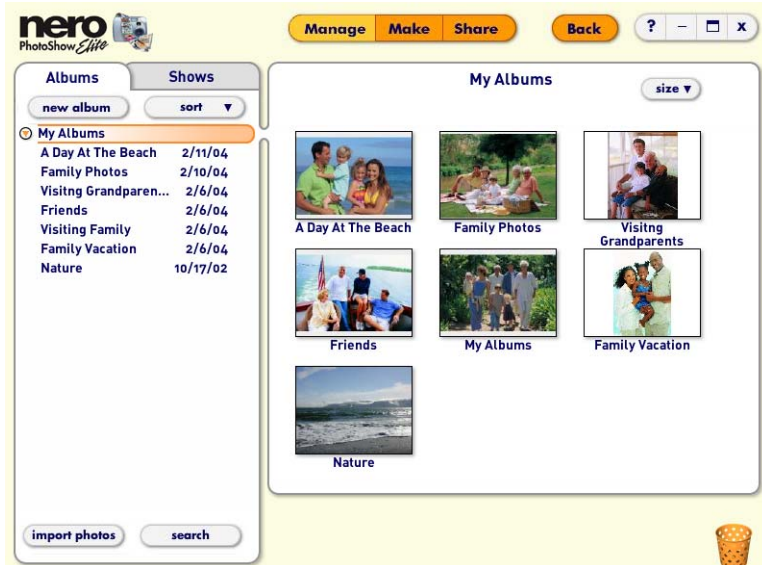 nero
PhotoShow Elite
Manage Make Share
Back
? – x
Albums Shows
new album sort ▼
My Albums
A Day At The Beach 2/11/04
Family Photos 2/10/04
Visitng Grandparen... 2/6/04
Friends 2/6/04
Visiting Family 2/6/04
Family Vacation 2/6/04
Nature 10/17/02
import photos search
My Albums
size ▼
A Day At The Beach
Family Photos
Visitng
Grandparents
Friends
My Albums
Family Vacation
Nature